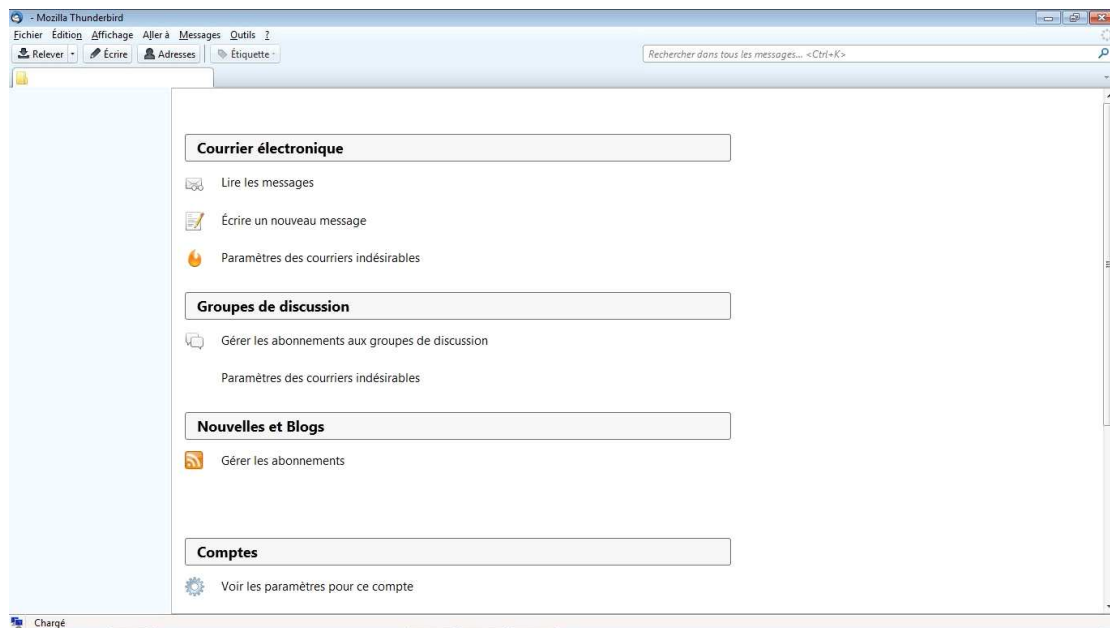 - Mozilla Thunderbird
Fichier Édition Affichage Aller à Messages Outils ?
Relever Écrire Adresses Étiquette Rechercher dans tous les messages... <Ctrl+K>
Courrier électronique
Lire les messages
Écrire un nouveau message
Paramètres des courriers indésirables
Groupes de discussion
Gérer les abonnements aux groupes de discussion
Paramètres des courriers indésirables
Nouvelles et Blogs
Gérer les abonnements
Comptes
Voir les paramètres pour ce compte
Chargé